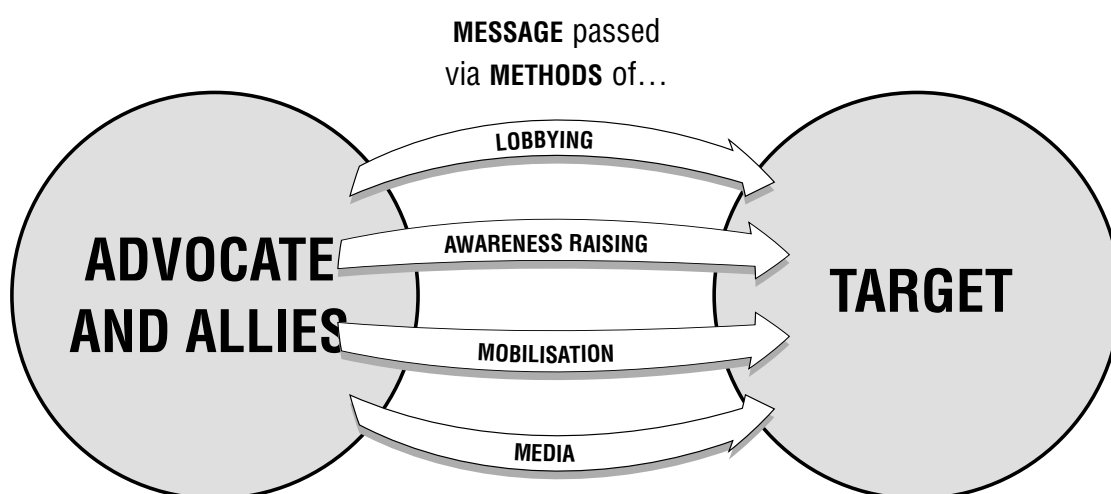 MESSAGE passed
via METHODS of…
LOBBYING
AWARENESS RAISING
ADVOCATE
AND ALLIES
TARGET
MOBILISATION
MEDIA